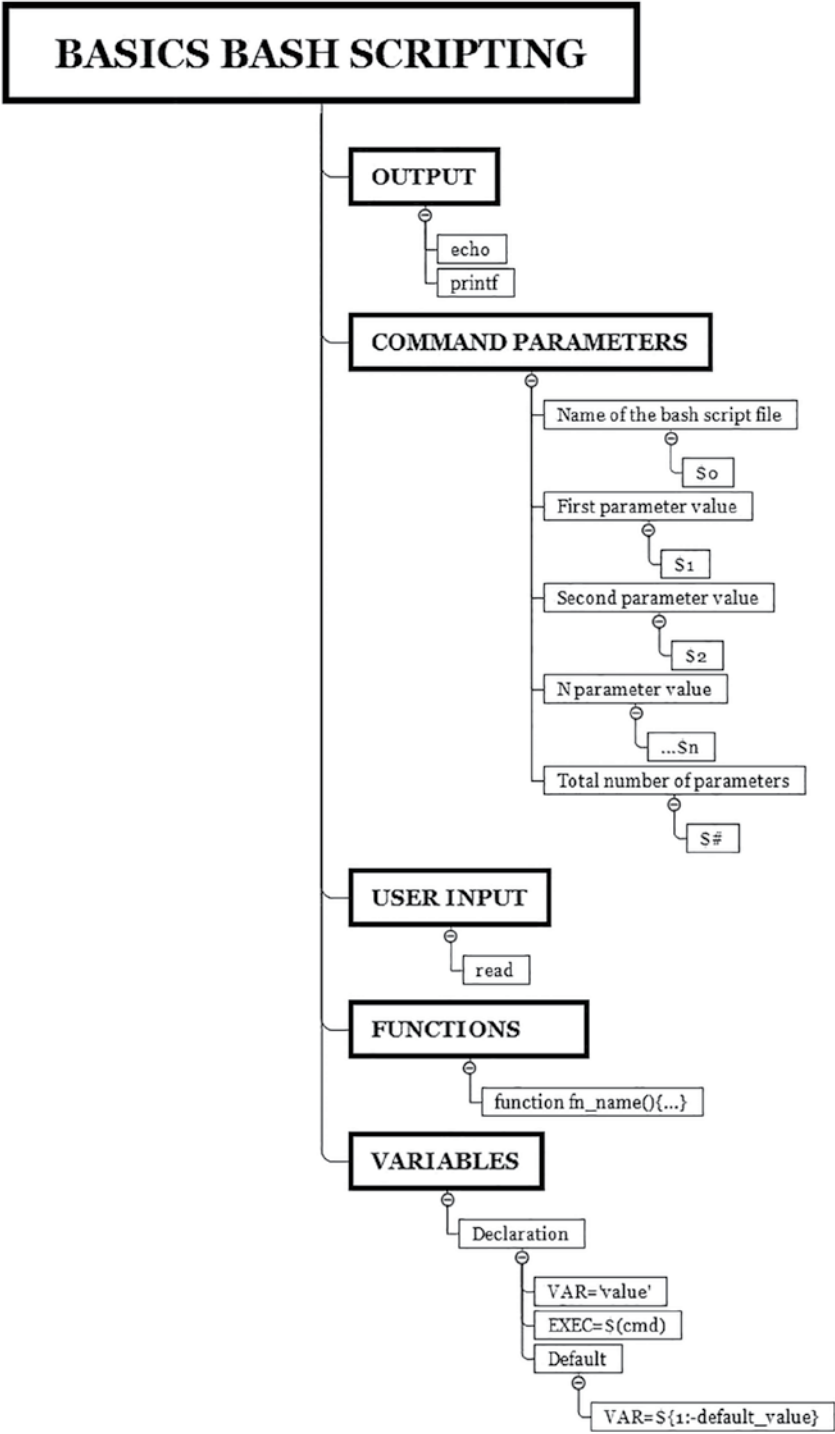 BASICS BASH SCRIPTING
OUTPUT
echo
printf
COMMAND PARAMETERS
Name of the bash script file
$0
First parameter value
$1
Second parameter value
$2
N parameter value
...$n
Total number of parameters
$#
USER INPUT
read
FUNCTIONS
function fn_name(){...}
VARIABLES
Declaration
VAR='value'
EXEC=$(cmd)
Default
VAR=${1:-default_value}